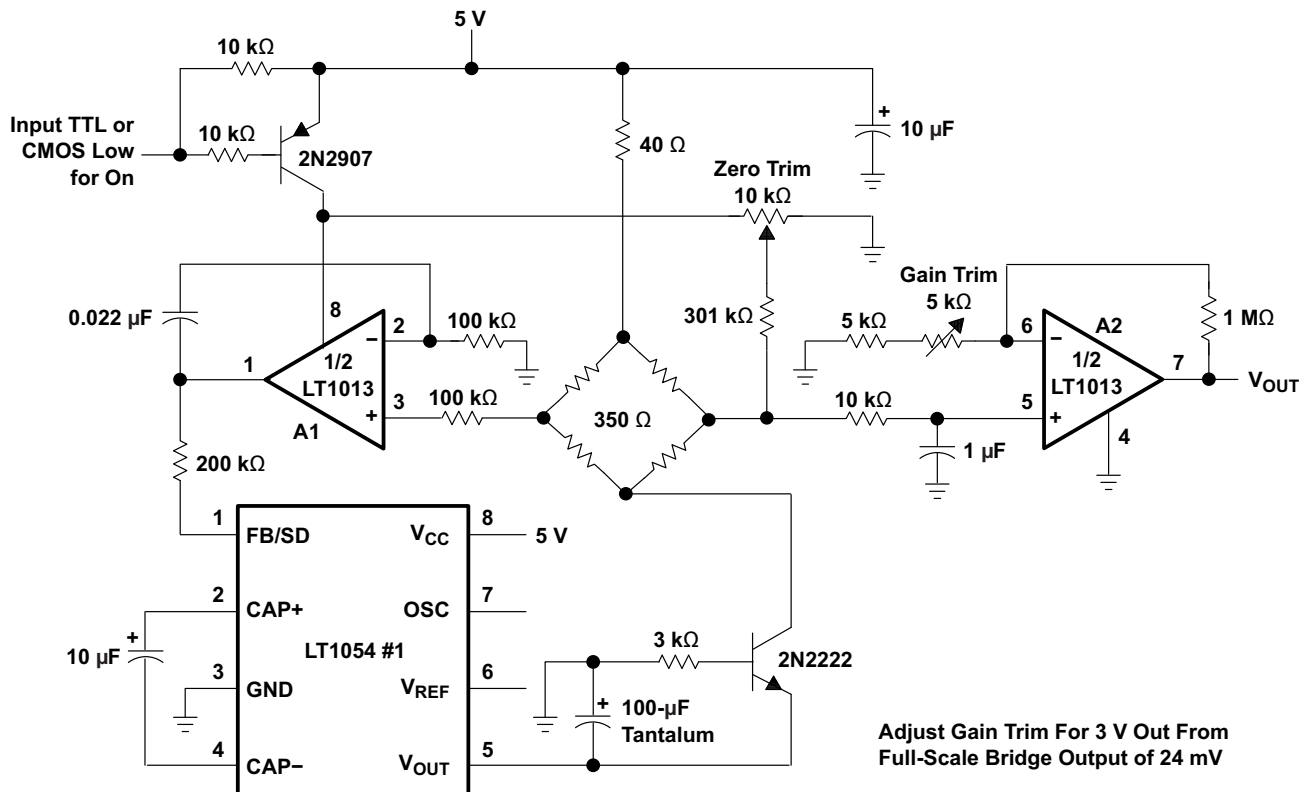 5 V
10 kΩ
Input TTL or
CMOS Low
for On
10 kΩ
2N2907
40 Ω
+
10 µF
Zero Trim
10 kΩ
Gain Trim
5 kΩ
0.022 µF
8
2
−
100 kΩ
301 kΩ
5 kΩ
6
−
A2
1 MΩ
1
1/2
LT1013
1/2
LT1013
7
VOUT
+
3
100 kΩ
350 Ω
10 kΩ
5
+
A1
4
1 µF
200 kΩ
1
FB/SD
VCC
8
5 V
2
CAP+
OSC
7
+
10 µF
LT1054 #1
3 kΩ
2N2222
3
GND
VREF
6
+
100-µF
Tantalum
4
CAP−
VOUT
5
Adjust Gain Trim For 3 V Out From
Full-Scale Bridge Output of 24 mV